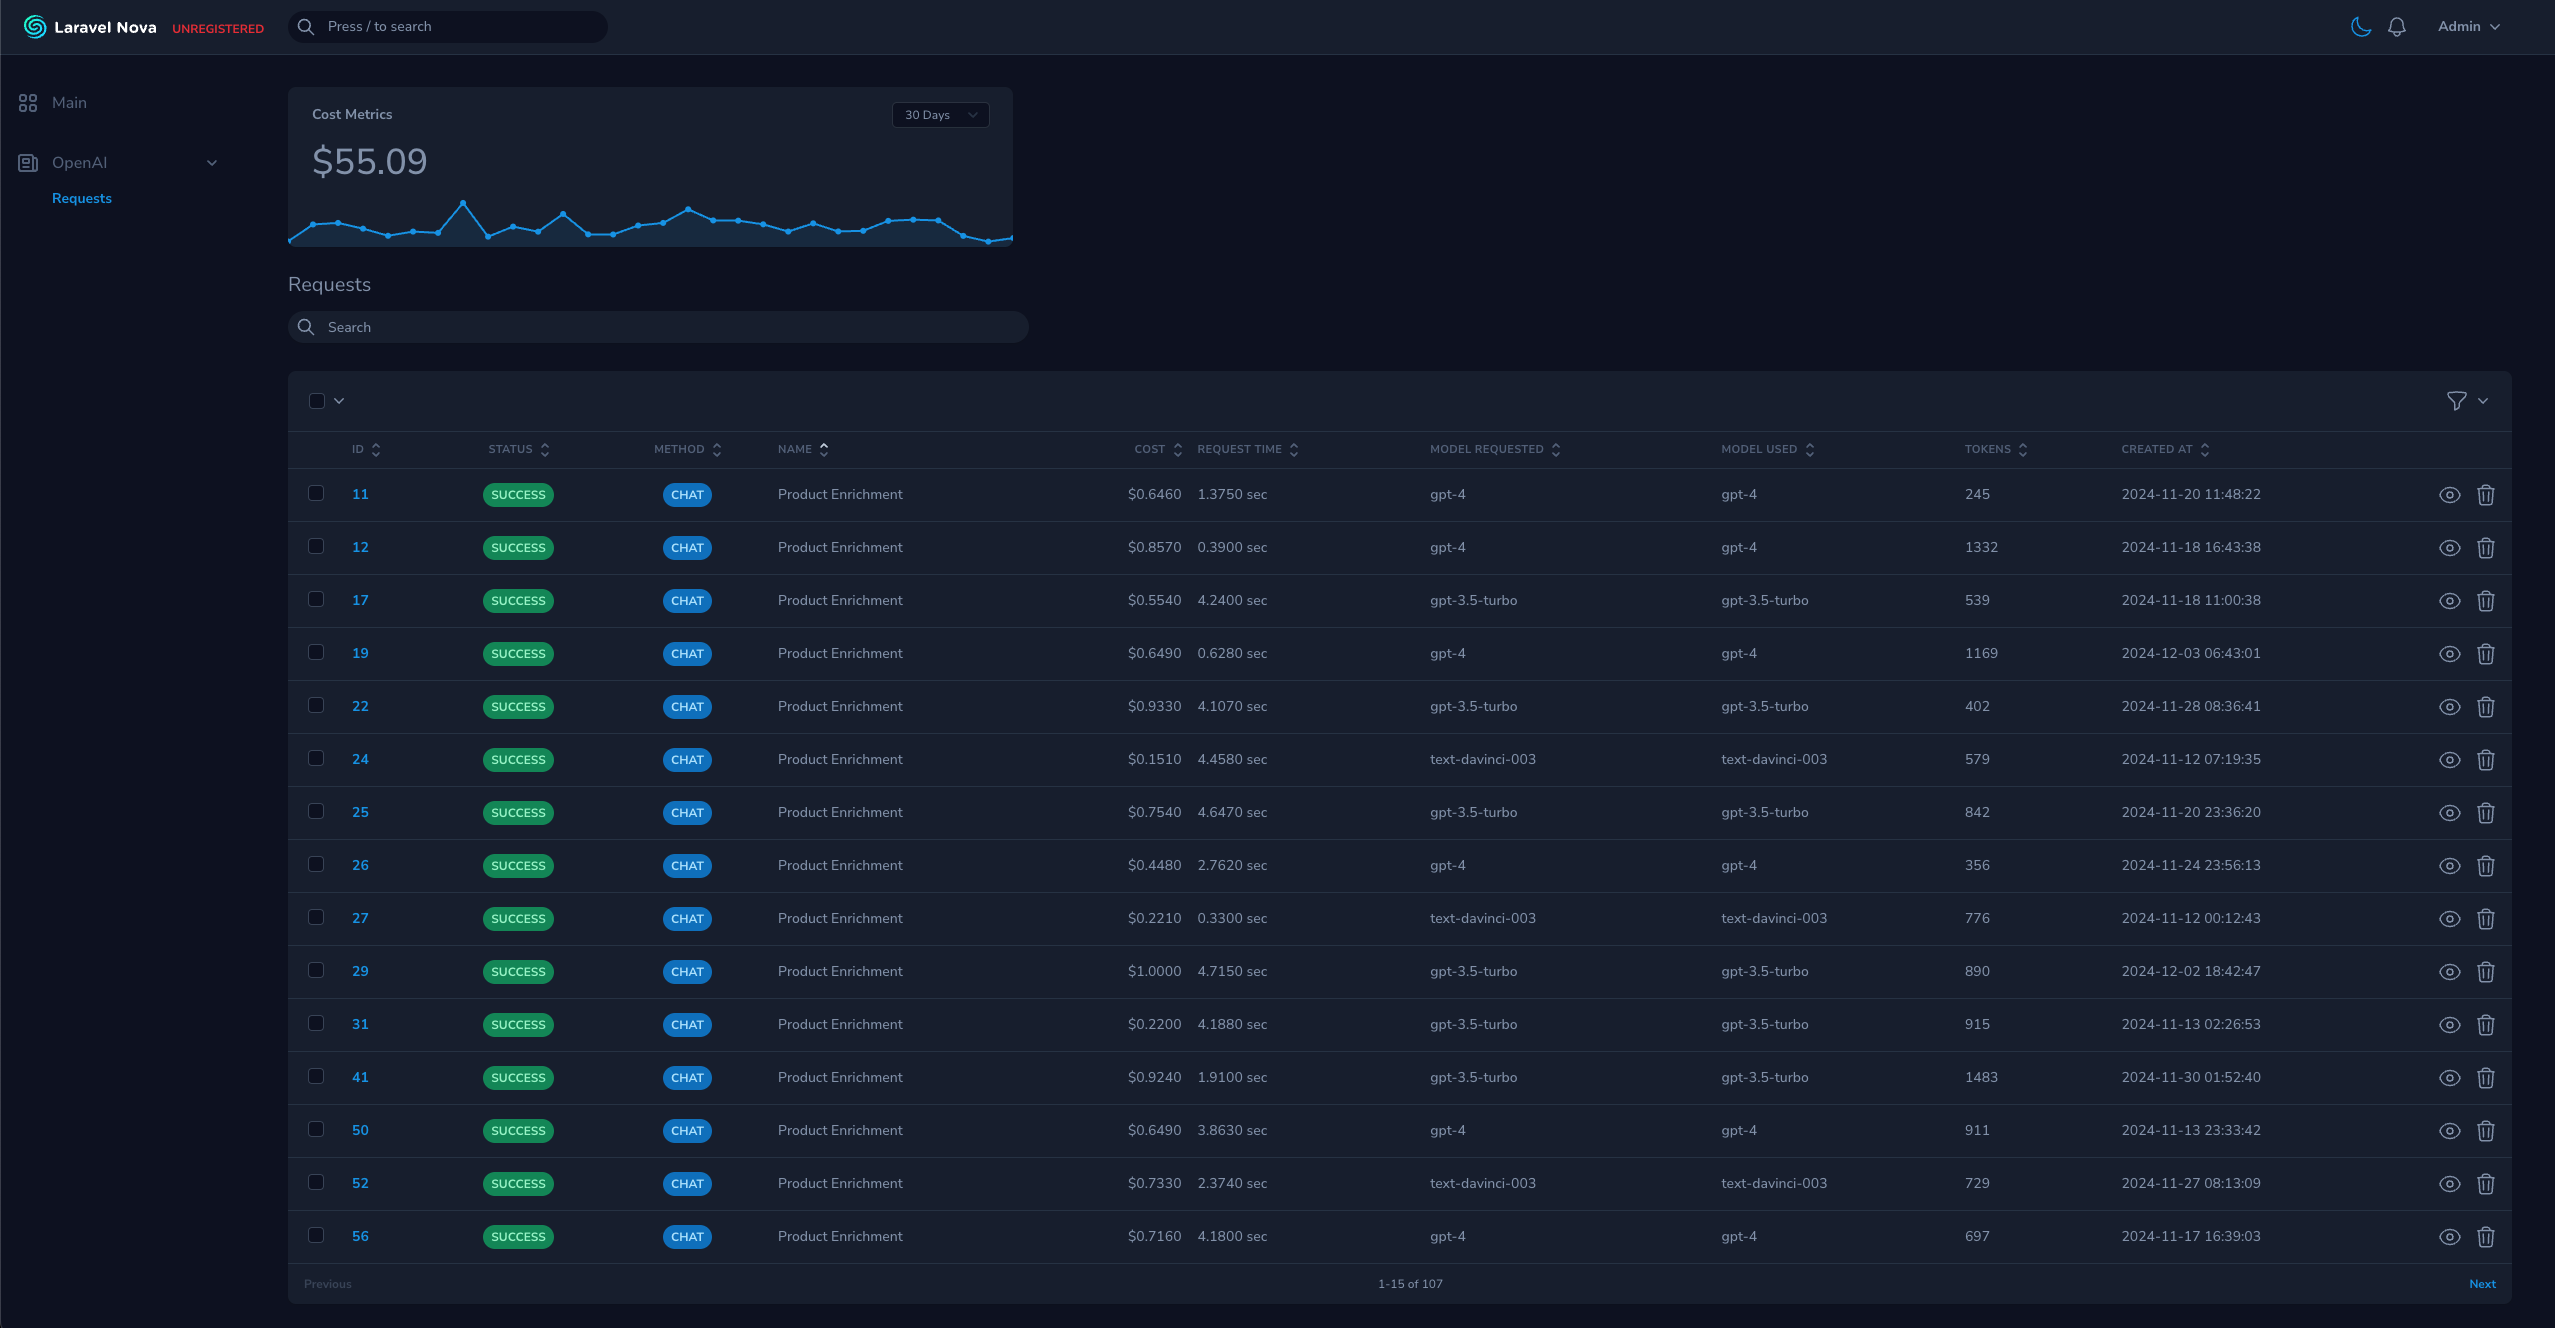 Laravel Nova UNREGISTERED Press / to search Admin
Main
OpenAI
Requests
Cost Metrics 30 Days
$55.09
Requests
Search
ID STATUS METHOD NAME COST REQUEST TIME MODEL REQUESTED MODEL USED TOKENS CREATED AT
11 SUCCESS CHAT Product Enrichment $0.6460 1.3750 sec gpt-4 gpt-4 245 2024-11-20 11:48:22
12 SUCCESS CHAT Product Enrichment $0.8570 0.3900 sec gpt-4 gpt-4 1332 2024-11-18 16:43:38
17 SUCCESS CHAT Product Enrichment $0.5540 4.2400 sec gpt-3.5-turbo gpt-3.5-turbo 539 2024-11-18 11:00:38
19 SUCCESS CHAT Product Enrichment $0.6490 0.6280 sec gpt-4 gpt-4 1169 2024-12-03 06:43:01
22 SUCCESS CHAT Product Enrichment $0.9330 4.1070 sec gpt-3.5-turbo gpt-3.5-turbo 402 2024-11-28 08:36:41
24 SUCCESS CHAT Product Enrichment $0.1510 4.4580 sec text-davinci-003 text-davinci-003 579 2024-11-12 07:19:35
25 SUCCESS CHAT Product Enrichment $0.7540 4.6470 sec gpt-3.5-turbo gpt-3.5-turbo 842 2024-11-20 23:36:20
26 SUCCESS CHAT Product Enrichment $0.4480 2.7620 sec gpt-4 gpt-4 356 2024-11-24 23:56:13
27 SUCCESS CHAT Product Enrichment $0.2210 0.3300 sec text-davinci-003 text-davinci-003 776 2024-11-12 00:12:43
29 SUCCESS CHAT Product Enrichment $1.0000 4.7150 sec gpt-3.5-turbo gpt-3.5-turbo 890 2024-12-02 18:42:47
31 SUCCESS CHAT Product Enrichment $0.2200 4.1880 sec gpt-3.5-turbo gpt-3.5-turbo 915 2024-11-13 02:26:53
41 SUCCESS CHAT Product Enrichment $0.9240 1.9100 sec gpt-3.5-turbo gpt-3.5-turbo 1483 2024-11-30 01:52:40
50 SUCCESS CHAT Product Enrichment $0.6490 3.8630 sec gpt-4 gpt-4 911 2024-11-13 23:33:42
52 SUCCESS CHAT Product Enrichment $0.7330 2.3740 sec text-davinci-003 text-davinci-003 729 2024-11-27 08:13:09
56 SUCCESS CHAT Product Enrichment $0.7160 4.1800 sec gpt-4 gpt-4 697 2024-11-17 16:39:03
Previous 1-15 of 107 Next